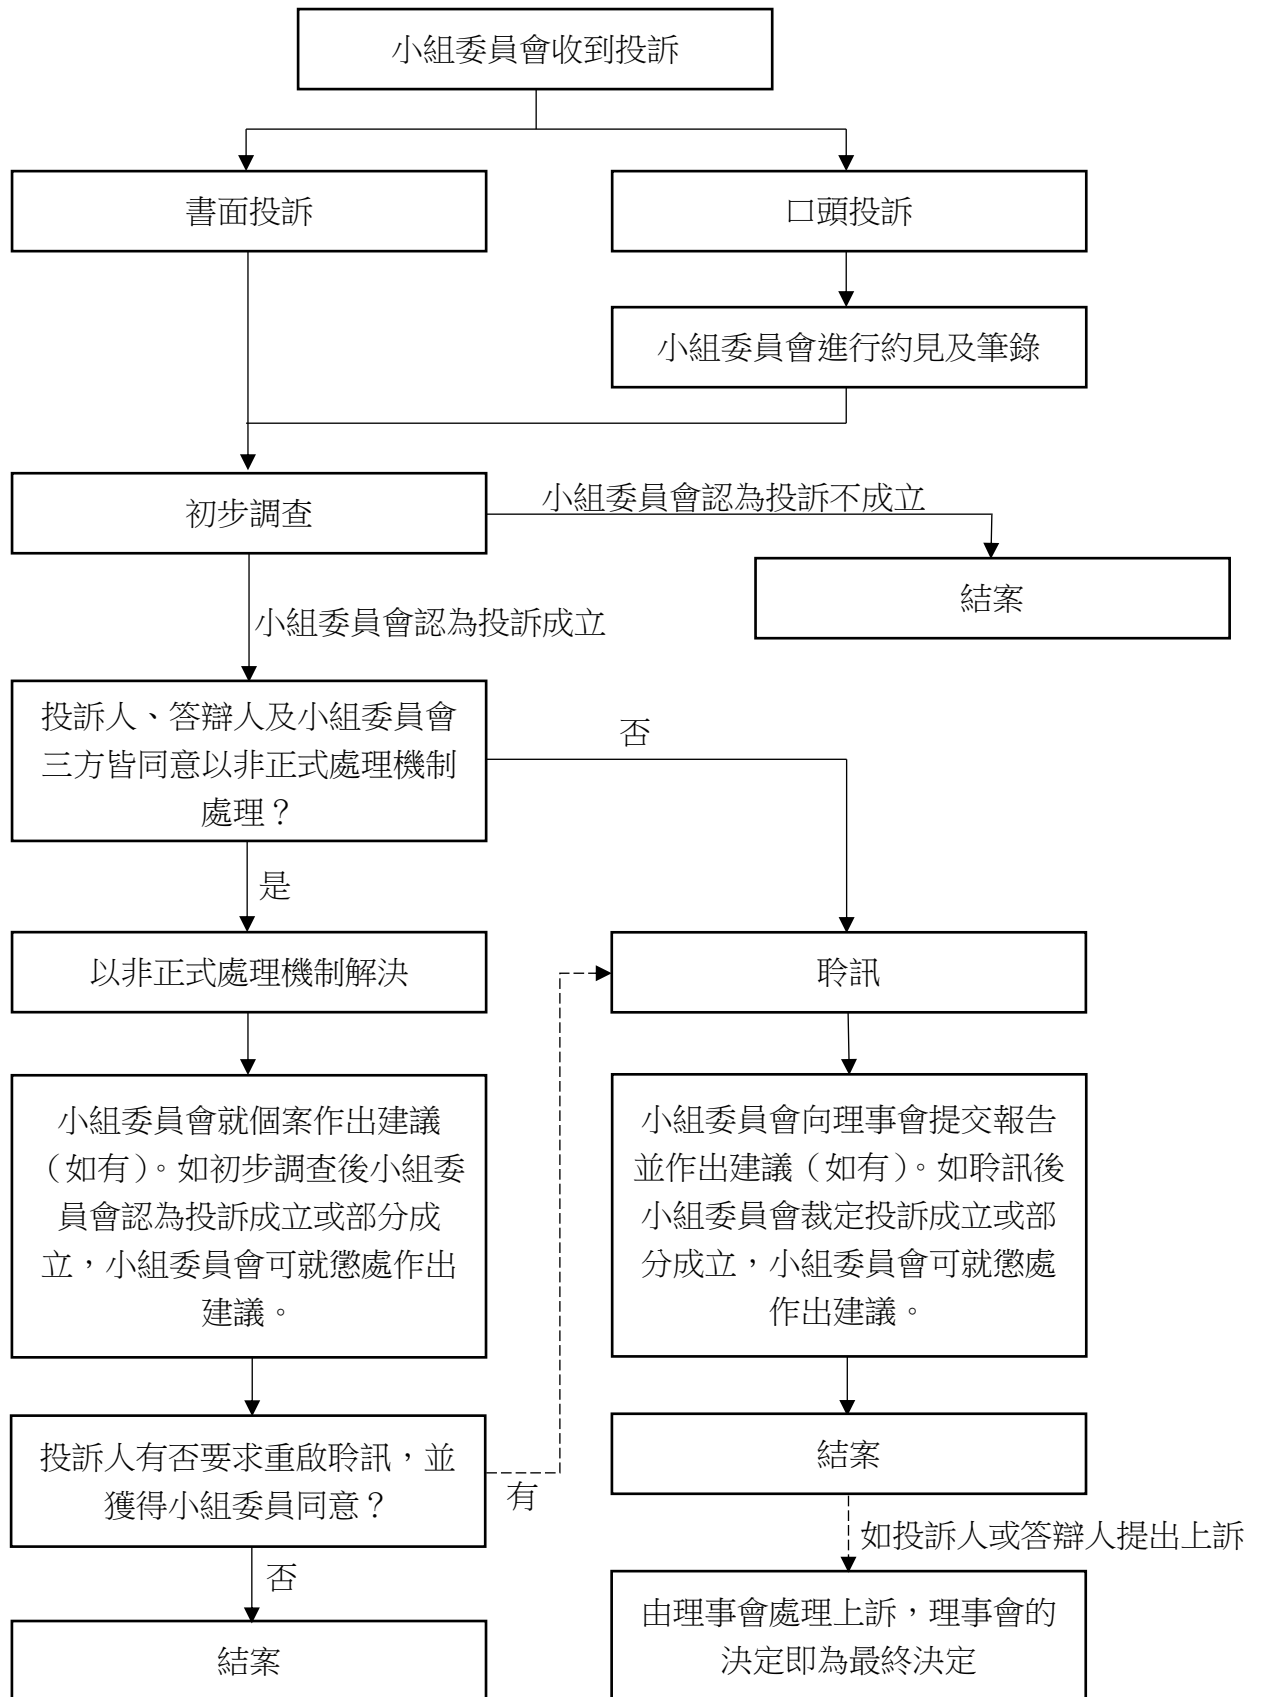 小組委員會收到投訴
書面投訴
口頭投訴
小組委員會進行約見及筆錄
初步調查
小組委員會認為投訴不成立
結案
小組委員會認為投訴成立
投訴人、答辯人及小組委員會
三方皆同意以非正式處理機制
處理？
否
是
以非正式處理機制解決
聆訊
小組委員會就個案作出建議
（如有）。如初步調查後小組委
員會認為投訴成立或部分成
立，小組委員會可就懲處作出
建議。
小組委員會向理事會提交報告
並作出建議（如有）。如聆訊後
小組委員會裁定投訴成立或部
分成立，小組委員會可就懲處
作出建議。
投訴人有否要求重啟聆訊，並
獲得小組委員同意？
有
結案
如投訴人或答辯人提出上訴
否
結案
由理事會處理上訴，理事會的
決定即為最終決定